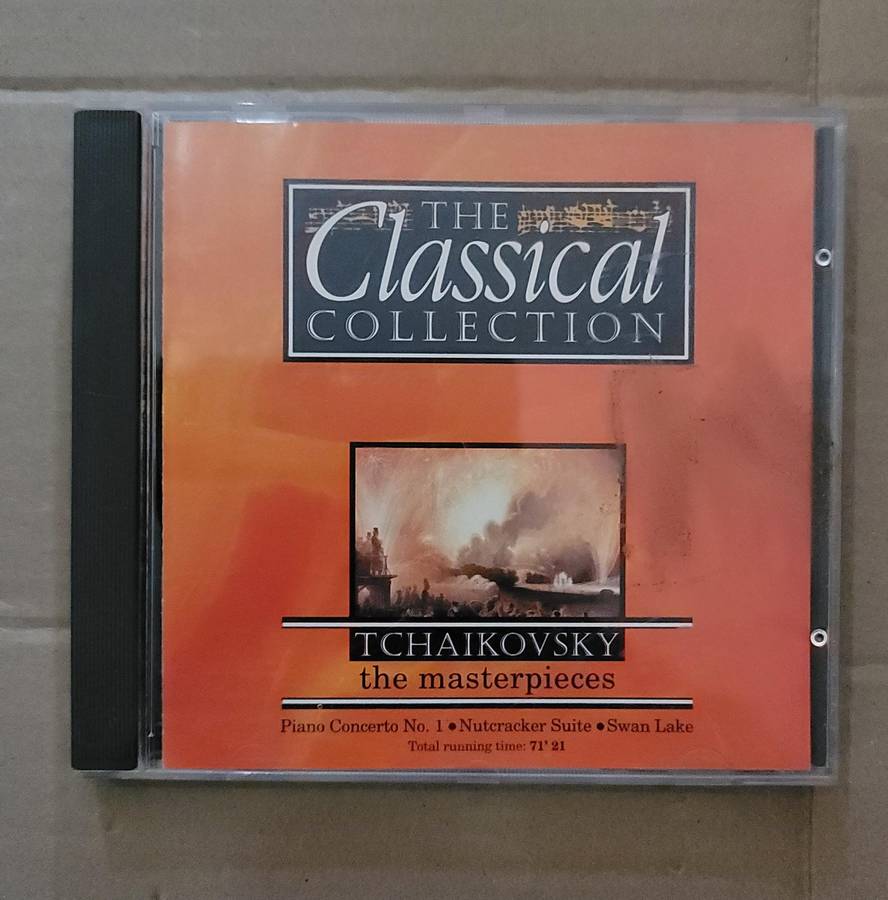 THE
Classical
COLLECTION
TCHAIKOVSKY
the masterpieces
Piano Concerto No. 1 ● Nutcracker Suite ● Swan Lake
Total running time: 71' 21